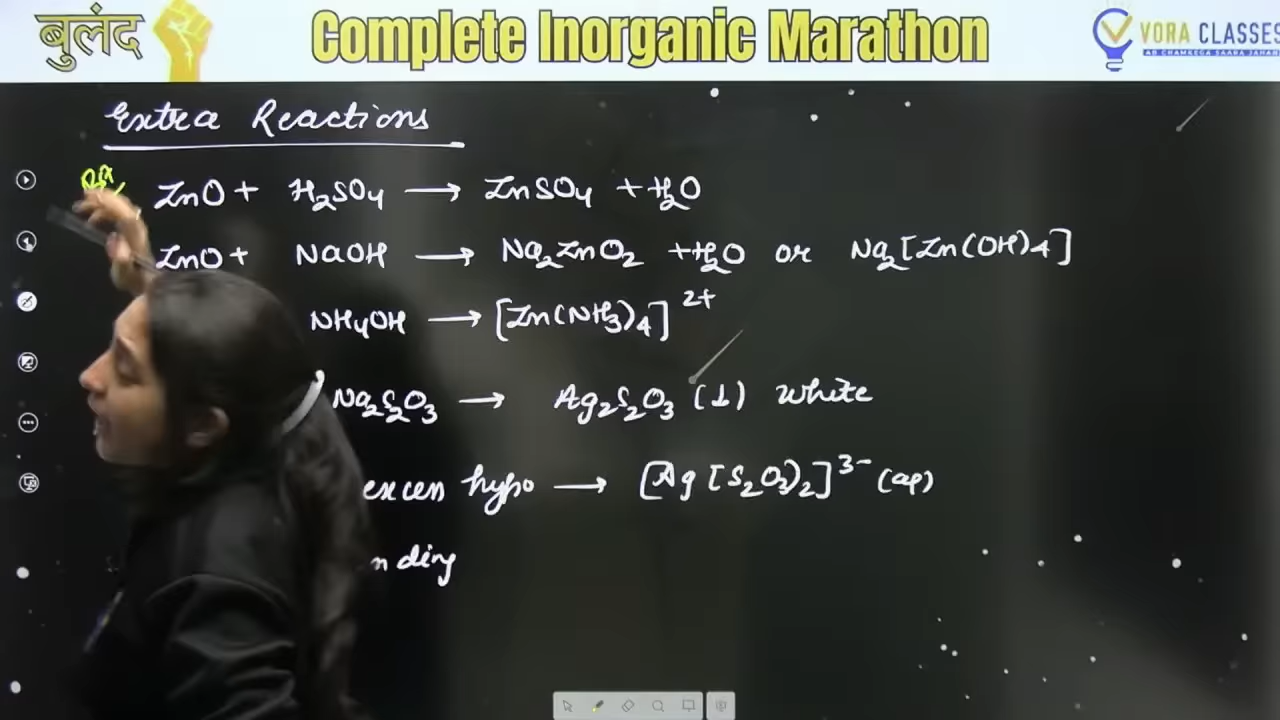 बुलंद Complete Inorganic Marathon VORA CLASSES
AB CHAMKEGA SAARA JAHAN
Extra Reactions
ZnO + H₂SO₄ ⟶ ZnSO₄ + H₂O
ZnO + NaOH ⟶ Na₂ZnO₂ + H₂O or Na₂[Zn(OH)₄]
NH₄OH ⟶ [Zn(NH₃)₄]²⁺
Na₂S₂O₃ ⟶ Ag₂S₂O₃ (↓) white
excess hypo ⟶ [Ag[S₂O₃)₂]³⁻ (aq)